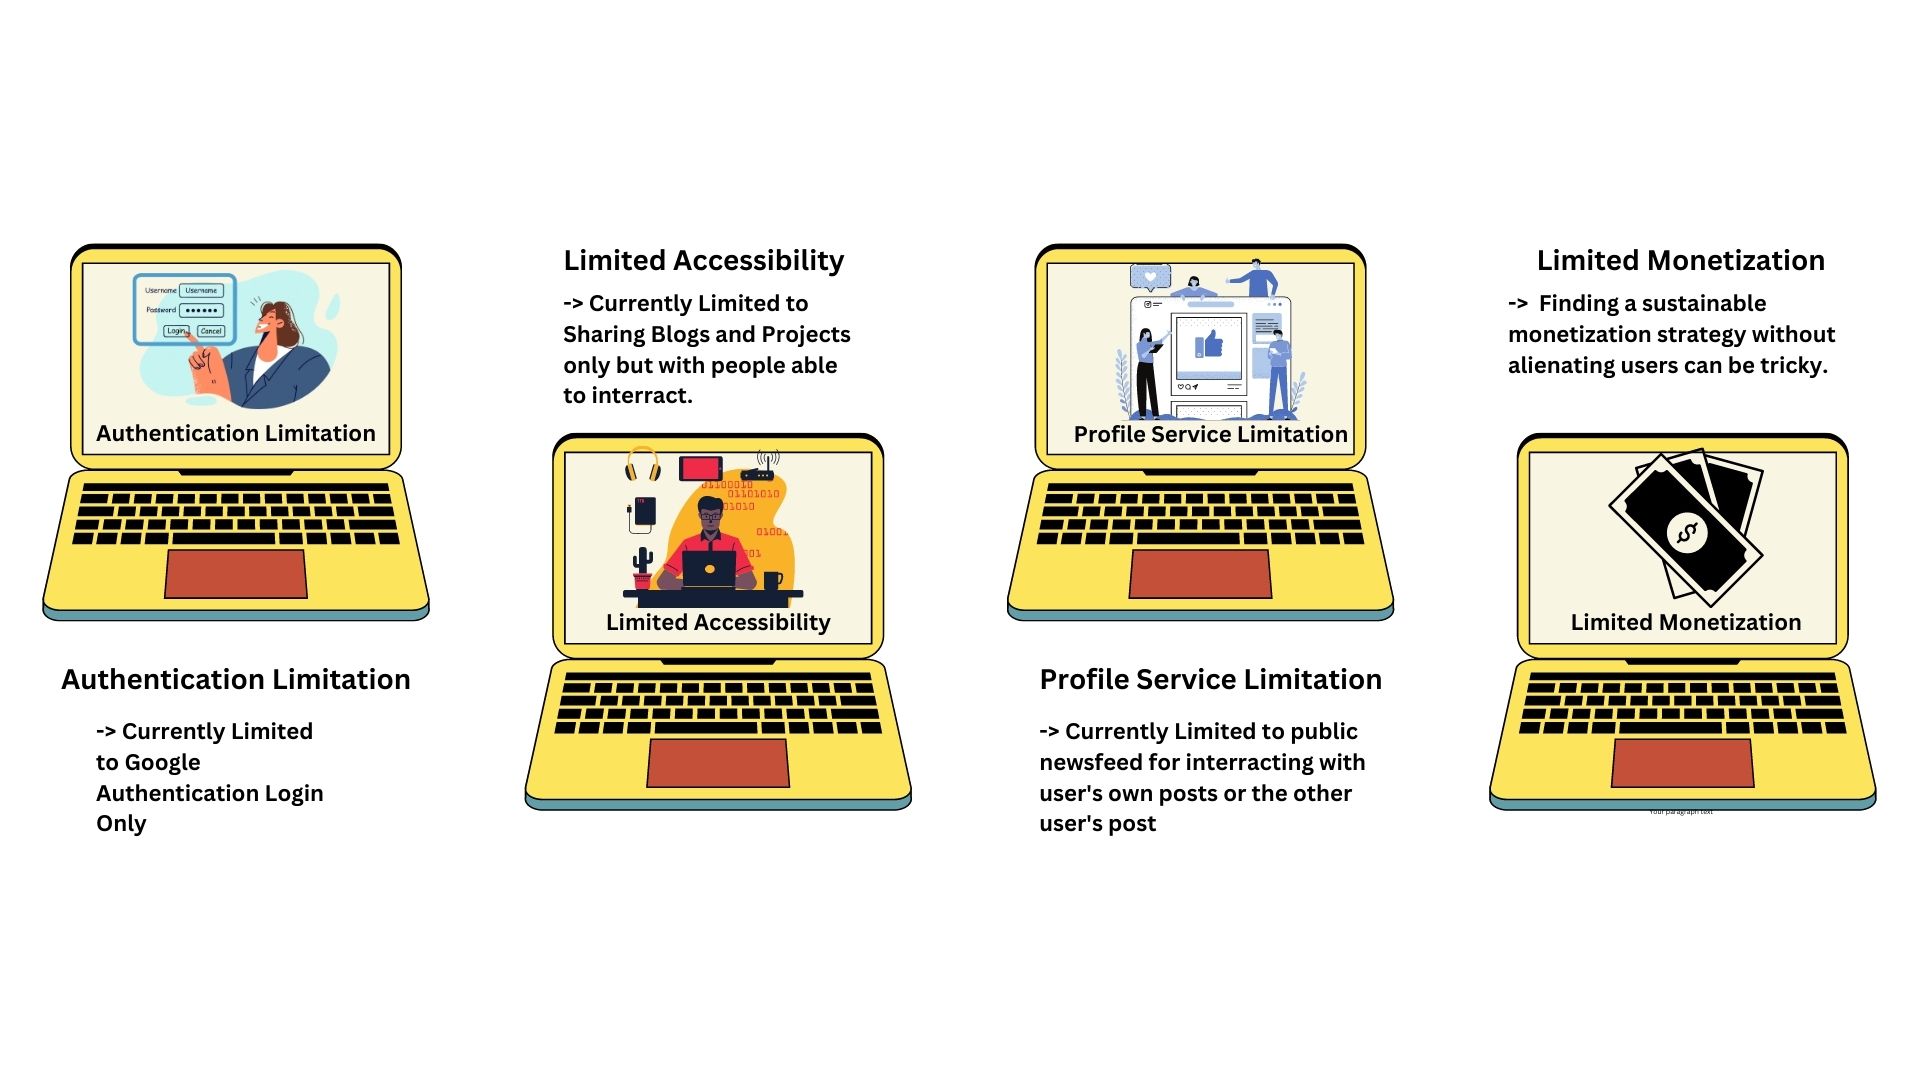 Username Username
Password
Login Cancel
Authentication Limitation
Authentication Limitation
-> Currently Limited
to Google
Authentication Login
Only
Limited Accessibility
-> Currently Limited to
Sharing Blogs and Projects
only but with people able
to interract.
01100010
01101010
01010
01001
001
Limited Accessibility
Profile Service Limitation
Profile Service Limitation
-> Currently Limited to public
newsfeed for interracting with
user's own posts or the other
user's post
Limited Monetization
-> Finding a sustainable
monetization strategy without
alienating users can be tricky.
Limited Monetization
Your paragraph text